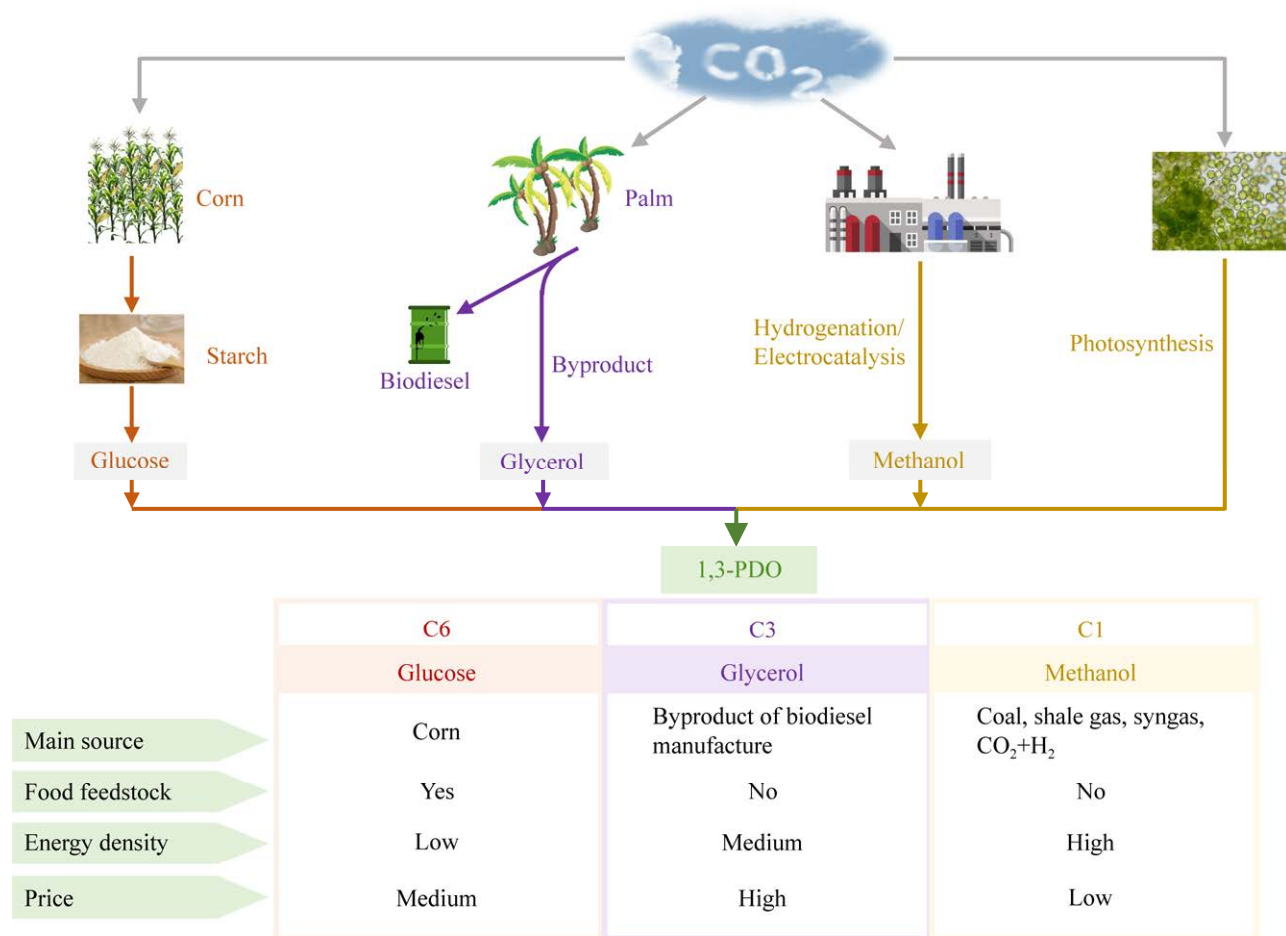 CO2
Corn
Palm
Starch
Biodiesel
Byproduct
Hydrogenation/
Electrocatalysis
Photosynthesis
Glucose
Glycerol
Methanol
1,3-PDO
C6
C3
C1
Glucose
Glycerol
Methanol
Main source
Corn
Byproduct of biodiesel
manufacture
Coal, shale gas, syngas,
CO2+H2
Food feedstock
Yes
No
No
Energy density
Low
Medium
High
Price
Medium
High
Low